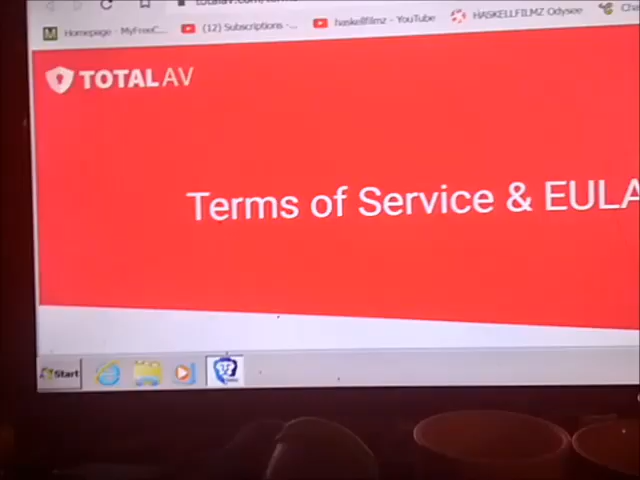 Homepage - MyFreeC...
(12) Subscriptions -...
haskellfilmz - YouTube
HASKELLFILMZ Odysee
TOTALAV
Terms of Service & EULA
Start